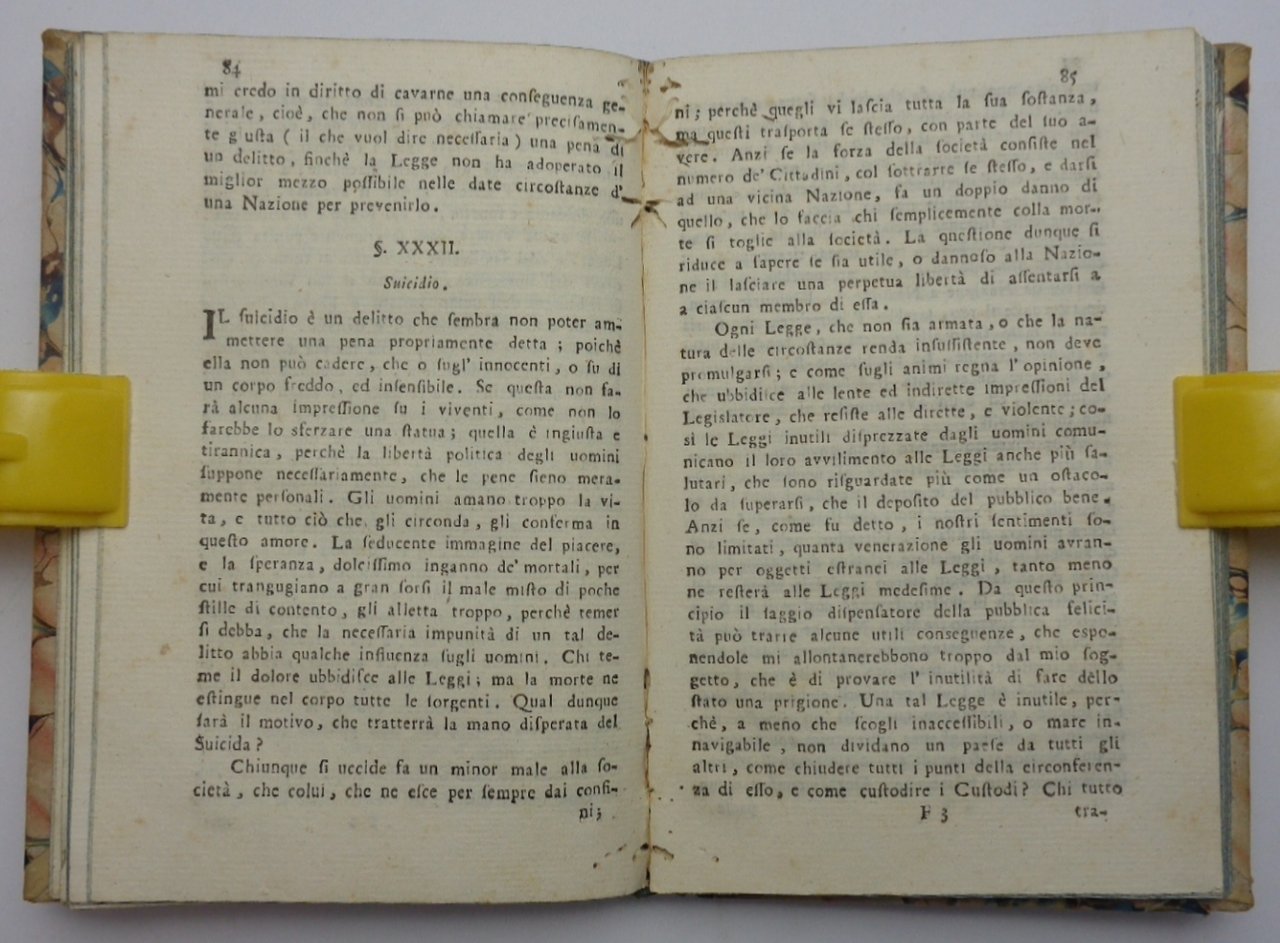 84
mi credo in diritto di cavarne una conseguenza ge-
nerale, cioè, che non si può chiamare precisamen-
te giusta ( il che vuol dire necessaria ) una pena di
un delitto, finchè la Legge non ha adoperato il
miglior mezzo possibile nelle date circostanze d'
una Nazione per prevenirlo.
§. XXXII.
Suicidio.
IL suicidio è un delitto che sembra non poter am-
mettere una pena propriamente detta ; poichè
ella non può cadere, che o sugl' innocenti, o su di
un corpo freddo, ed insensibile. Se questa non fa-
rà alcuna impressione su i viventi, come non lo
farebbe lo sferzare una statua; quella è ingiusta e
tirannica, perchè la libertà politica degli uomini
suppone necessariamente, che le pene sieno mera-
mente personali. Gli uomini amano troppo la vi-
ta, e tutto ciò che gli circonda, gli conferma in
questo amore. La seducente immagine del piacere,
e la speranza, dolcissimo inganno de' mortali, per
cui trangugiano a gran sorsi il male misto di poche
stille di contento, gli alletta troppo, perchè temer
si debba, che la necessaria impunità di un tal de-
litto abbia qualche influenza sugli uomini. Chi te-
me il dolore ubbidisce alle Leggi; ma la morte ne
estingue nel corpo tutte le sorgenti. Qual dunque
sarà il motivo, che tratterrà la mano disperata del
Suicida ?
Chiunque si uccide fa un minor male alla so-
cietà, che colui, che ne esce per sempre dai confi-
ni;
85
ni; perchè quegli vi lascia tutta la sua sostanza,
ma questi trasporta se stesso, con parte del suo a-
vere. Anzi se la forza della società consiste nel
numero de' Cittadini, col sottrarre se stesso, e darsi
ad una vicina Nazione, fa un doppio danno di
quello, che lo faccia chi semplicemente colla mor-
te si toglie alla società. La qnestione dunque si
riduce a sapere se sia utile, o dannoso alla Nazio-
ne il lasciare una perpetua libertà di assentarsi a
a ciascun membro di essa.
Ogni Legge, che non sia armata, o che la na-
tura delle circostanze renda insussistente, non deve
promulgarsi; e come sugli animi regna l' opinione,
che ubbidisce alle lente ed indirette impressioni del
Legislatore, che resiste alle dirette, e violente; co-
sì le Leggi inutili disprezzate dagli uomini comu-
nicano il loro avvilimento alle Leggi anche più sa-
lutari, che sono risguardate più come un ostaco-
lo da superarsi, che il deposito del pubblico bene.
Anzi se, come fu detto, i nostri sentimenti so-
no limitati, quanta venerazione gli uomini avran-
no per oggetti estranei alle Leggi, tanto meno
ne resterà alle Leggi medesime. Da questo prin-
cipio il saggio dispensatore della pubblica felici-
tà può trarre alcune utili conseguenze, che espo-
nendole mi allontanerebbono troppo dal mio sog-
getto, che è di provare l' inutilità di fare dello
stato una prigione. Una tal Legge è inutile, per-
chè, a meno che scogli inaccessibili, o mare in-
navigabile, non dividano un paese da tutti gli
altri, come chiudere tutti i punti della circonferen-
za di esso, e come custodire i Custodi? Chi tutto
F 3
tra-